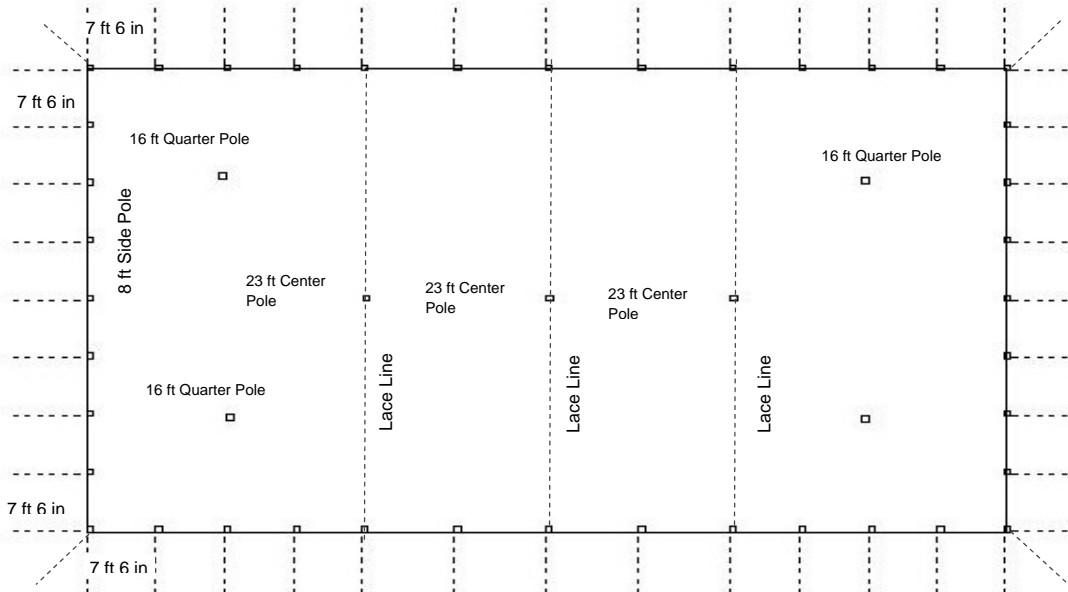 7 ft 6 in
7 ft 6 in
16 ft Quarter Pole
16 ft Quarter Pole
8 ft Side Pole
23 ft Center
Pole
23 ft Center
Pole
23 ft Center
Pole
Lace Line
Lace Line
Lace Line
16 ft Quarter Pole
7 ft 6 in
7 ft 6 in